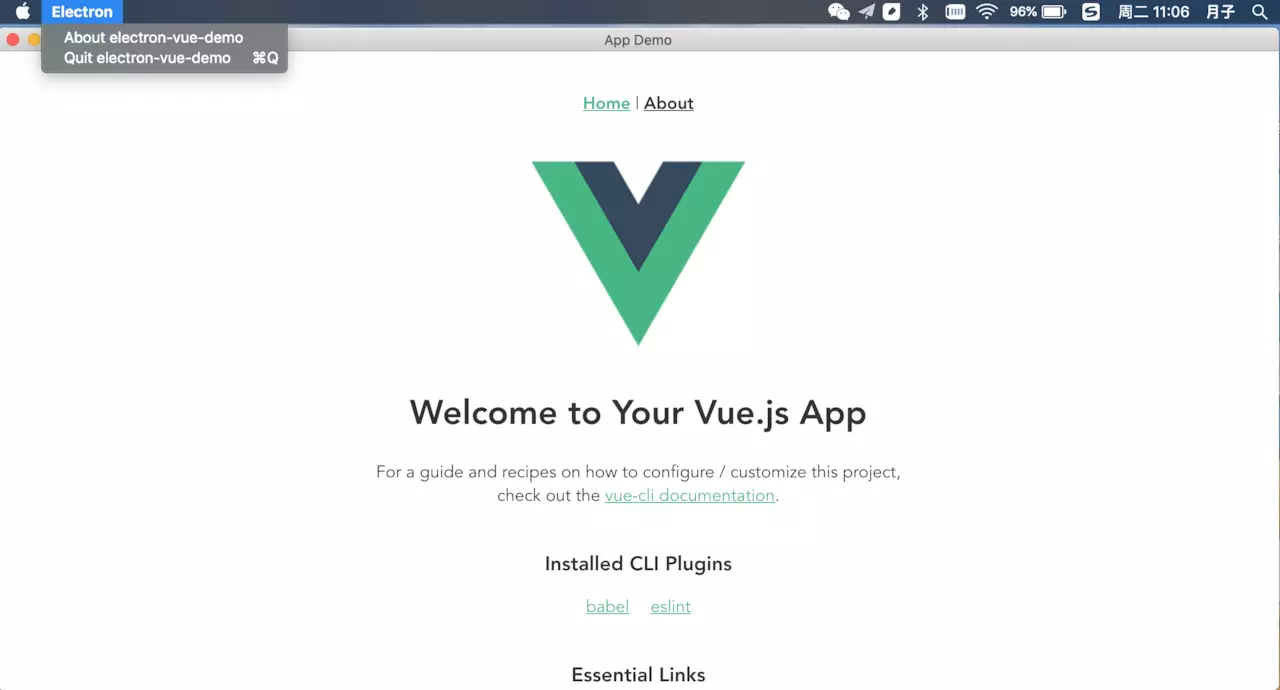 Electron
96%
周二 11:06
月子
About electron-vue-demo
Quit electron-vue-demo ⌘Q
App Demo
Home | About
Welcome to Your Vue.js App
For a guide and recipes on how to configure / customize this project,
check out the vue-cli documentation.
Installed CLI Plugins
babel eslint
Essential Links